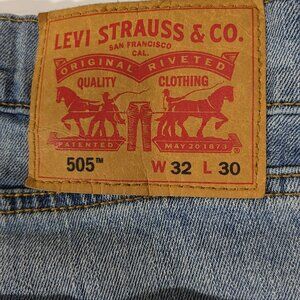 LEVI STRAUSS & CO.
SAN FRANCISCO
CAL.
ORIGINAL RIVETED
QUALITY CLOTHING
PATENTED MAY 20 1873
505™ W 32 L 30